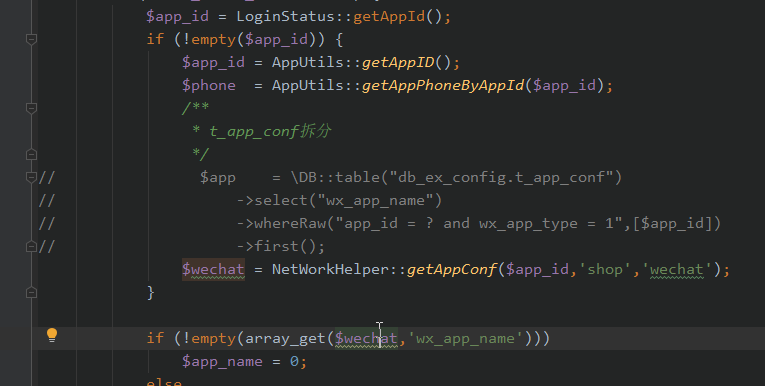 $app_id = LoginStatus::getAppId();
if (!empty($app_id)) {
$app_id = AppUtils::getAppID();
$phone  = AppUtils::getAppPhoneByAppId($app_id);
/**
* t_app_conf拆分
*/
// $app    = \DB::table("db_ex_config.t_app_conf")
// ->select("wx_app_name")
// ->whereRaw("app_id = ? and wx_app_type = 1",[$app_id])
// ->first();
$wechat = NetWorkHelper::getAppConf($app_id,'shop','wechat');
}
if (!empty(array_get($wechat,'wx_app_name')))
$app_name = 0;
else